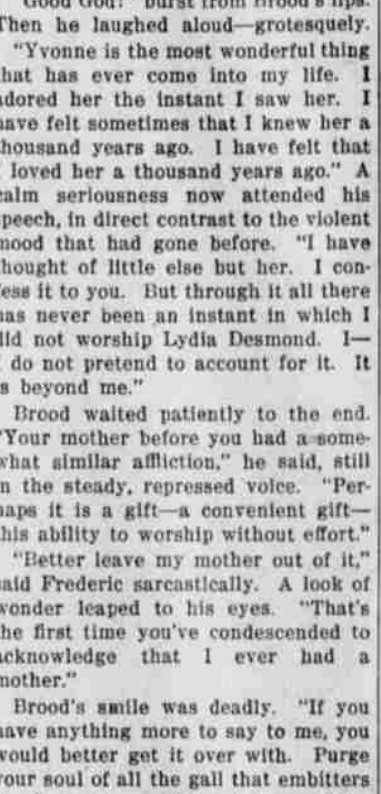 "Good God!" burst from Brood's lips.
Then he laughed aloud—grotesquely.
"Yvonne is the most wonderful thing
that has ever come into my life. I
adored her the instant I saw her. I
have felt sometimes that I knew her a
thousand years ago. I have felt that
I loved her a thousand years ago." A
calm seriousness now attended his
speech, in direct contrast to the violent
mood that had gone before. "I have
thought of little else but her. I con-
fess it to you. But through it all there
has never been an instant in which I
did not worship Lydia Desmond. I—
I do not pretend to account for it. It
is beyond me."
Brood waited patiently to the end.
"Your mother before you had a some-
what similar affliction," he said, still
in the steady, repressed voice. "Per-
haps it is a gift—a convenient gift—
this ability to worship without effort."
"Better leave my mother out of it,"
said Frederic sarcastically. A look of
wonder leaped to his eyes. "That's
the first time you've condescended to
acknowledge that I ever had a
mother."
Brood's smile was deadly. "If you
have anything more to say to me, you
would better get it over with. Purge
your soul of all the gall that embitters